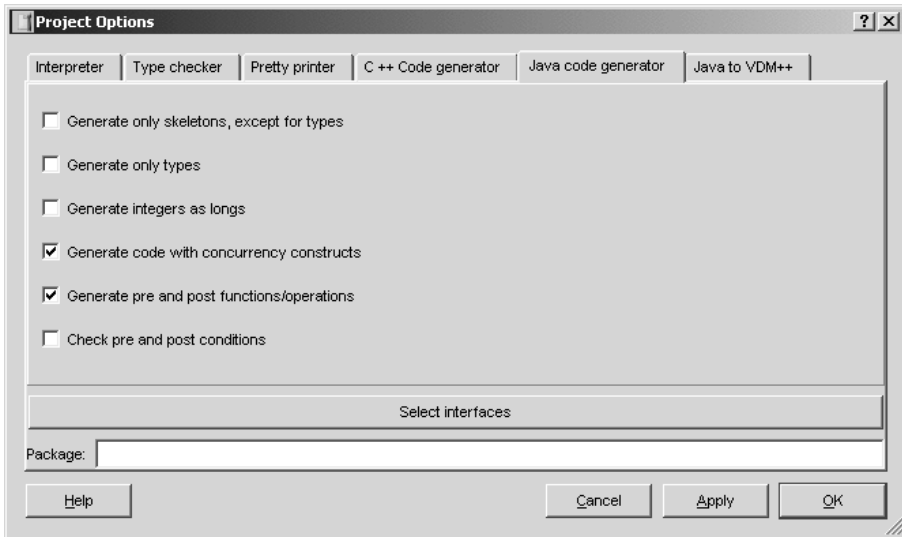 Project Options
Interpreter Type checker Pretty printer C ++ Code generator Java code generator Java to VDM++
Generate only skeletons, except for types
Generate only types
Generate integers as longs
Generate code with concurrency constructs
Generate pre and post functions/operations
Check pre and post conditions
Select interfaces
Package:
Help Cancel Apply OK